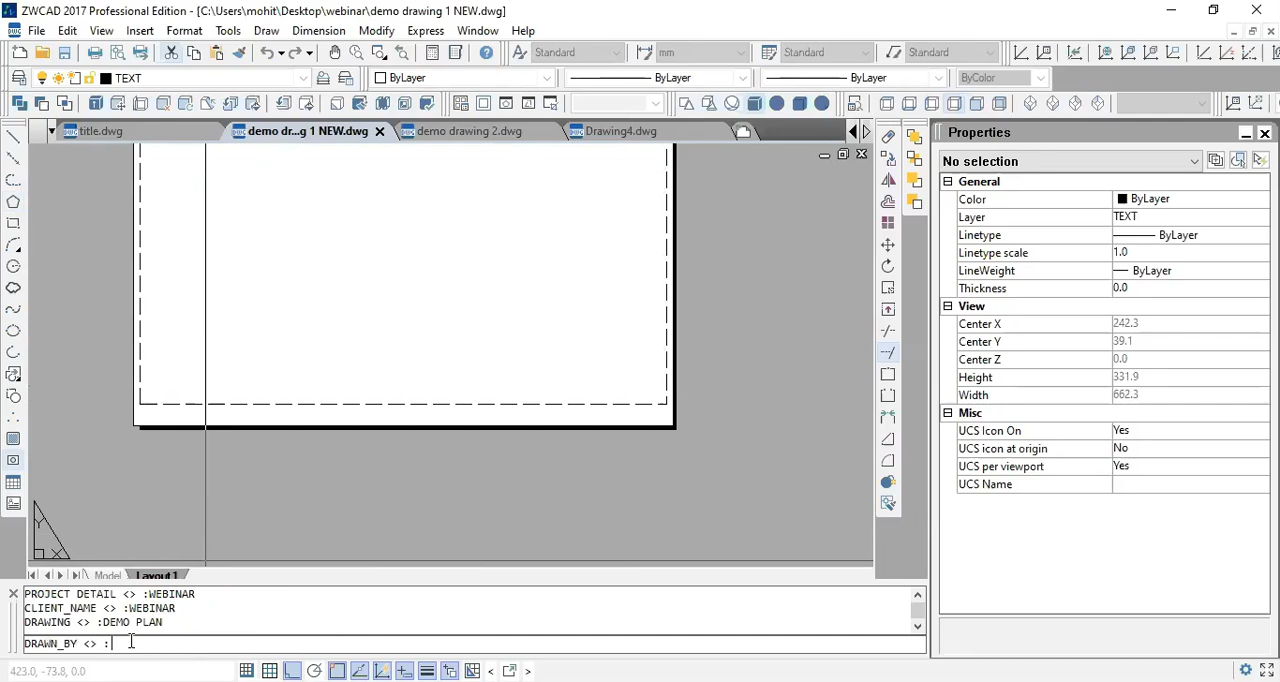 ZWCAD 2017 Professional Edition - [C:\Users\mohit\Desktop\webinar\demo drawing 1 NEW.dwg]
File Edit View Insert Format Tools Draw Dimension Modify Express Window Help
Standard mm Standard Standard
TEXT ByLayer ByLayer ByLayer ByColor
title.dwg demo dr...g 1 NEW.dwg demo drawing 2.dwg Drawing4.dwg
Properties
No selection
General
Color ByLayer
Layer TEXT
Linetype ByLayer
Linetype scale 1.0
LineWeight ByLayer
Thickness 0.0
View
Center X 242.3
Center Y 39.1
Center Z 0.0
Height 331.9
Width 662.3
Misc
UCS Icon On Yes
UCS icon at origin No
UCS per viewport Yes
UCS Name
Y X
Model Layout1
PROJECT DETAIL <> :WEBINAR
CLIENT_NAME <> :WEBINAR
DRAWING <> :DEMO PLAN
DRAWN_BY <> :
423.0, -73.8, 0.0